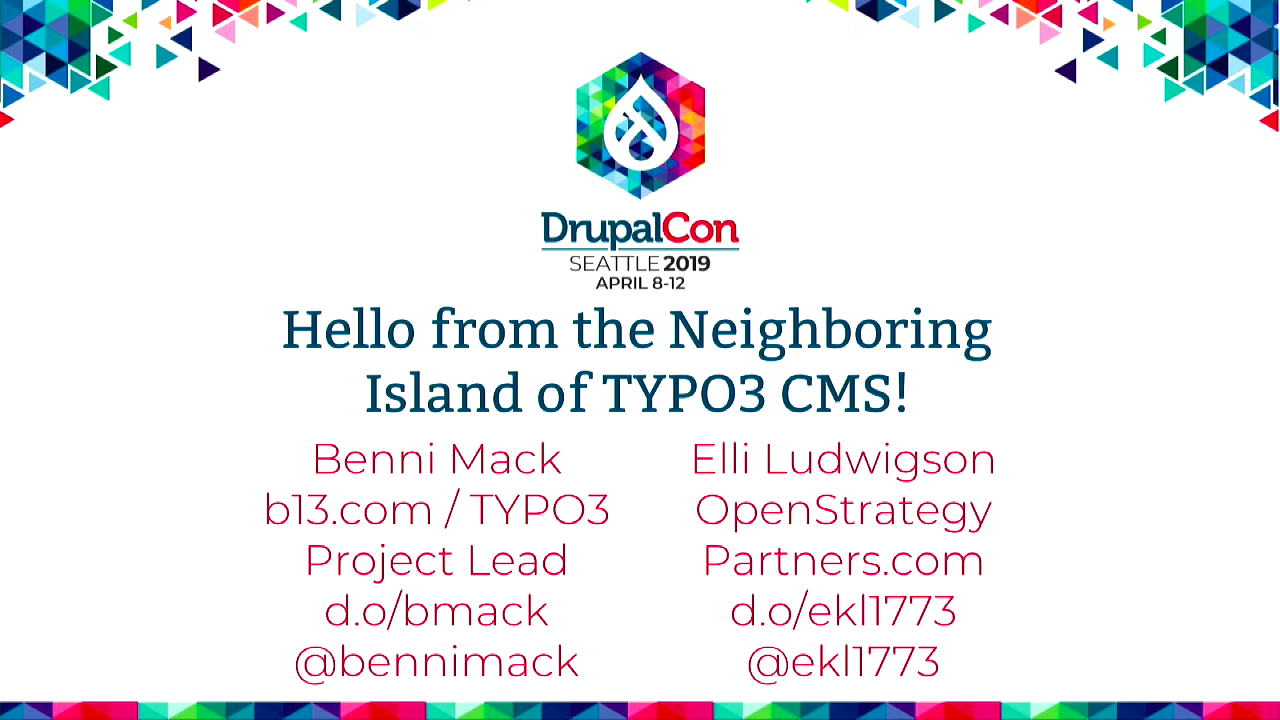 DrupalCon
SEATTLE 2019
APRIL 8-12
Hello from the Neighboring
Island of TYPO3 CMS!
Benni Mack
b13.com / TYPO3
Project Lead
d.o/bmack
@bennimack
Elli Ludwigson
OpenStrategy
Partners.com
d.o/ekl1773
@ekl1773